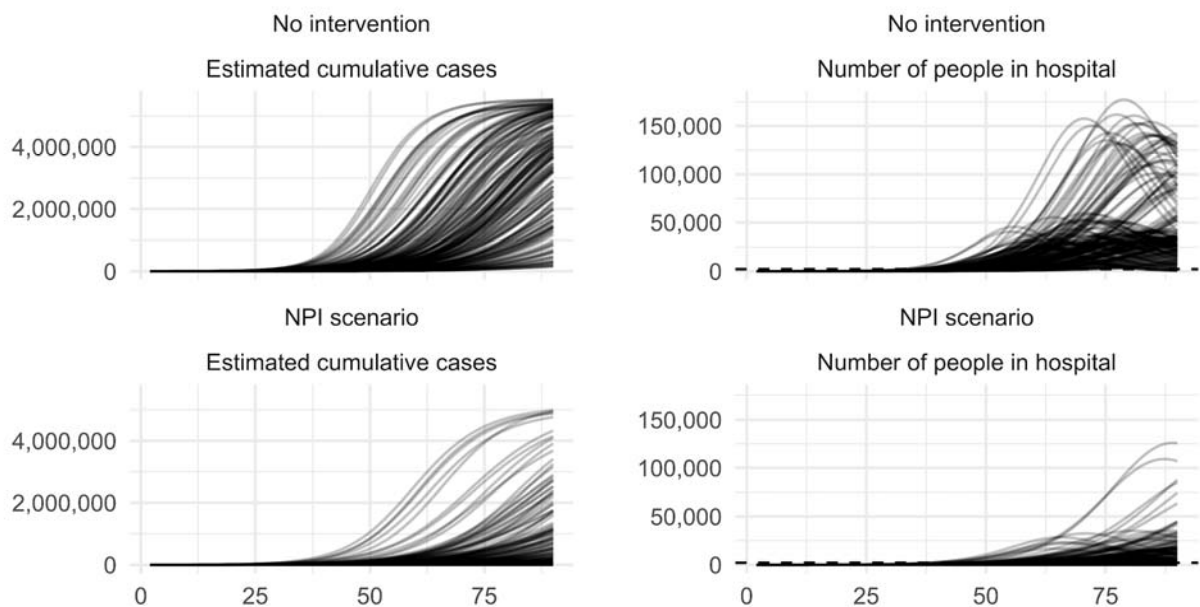 No intervention
Estimated cumulative cases
4,000,000
2,000,000
0
No intervention
Number of people in hospital
150,000
100,000
50,000
0
NPI scenario
Estimated cumulative cases
4,000,000
2,000,000
0
0 25 50 75
NPI scenario
Number of people in hospital
150,000
100,000
50,000
0
0 25 50 75